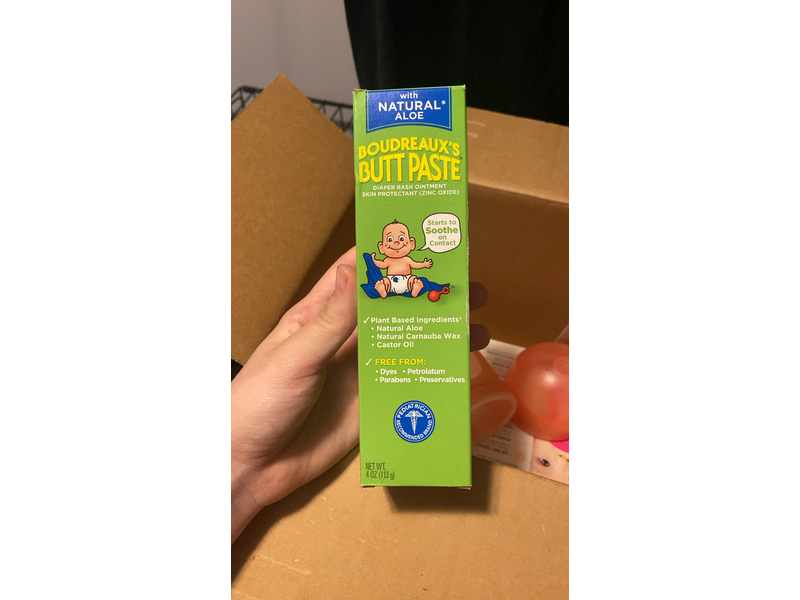 with
NATURAL*
ALOE
BOUDREAUX'S
BUTT PASTE
DIAPER RASH OINTMENT
SKIN PROTECTANT (ZINC OXIDE)
Starts to
Soothe
on
Contact
✓Plant Based Ingredients†
• Natural Aloe
• Natural Carnauba Wax
• Castor Oil
✓ FREE FROM:
• Dyes • Petrolatum
• Parabens • Preservatives
PEDIATRICIAN
RECOMMENDED BRAND
NET WT.
4 OZ (113 g)